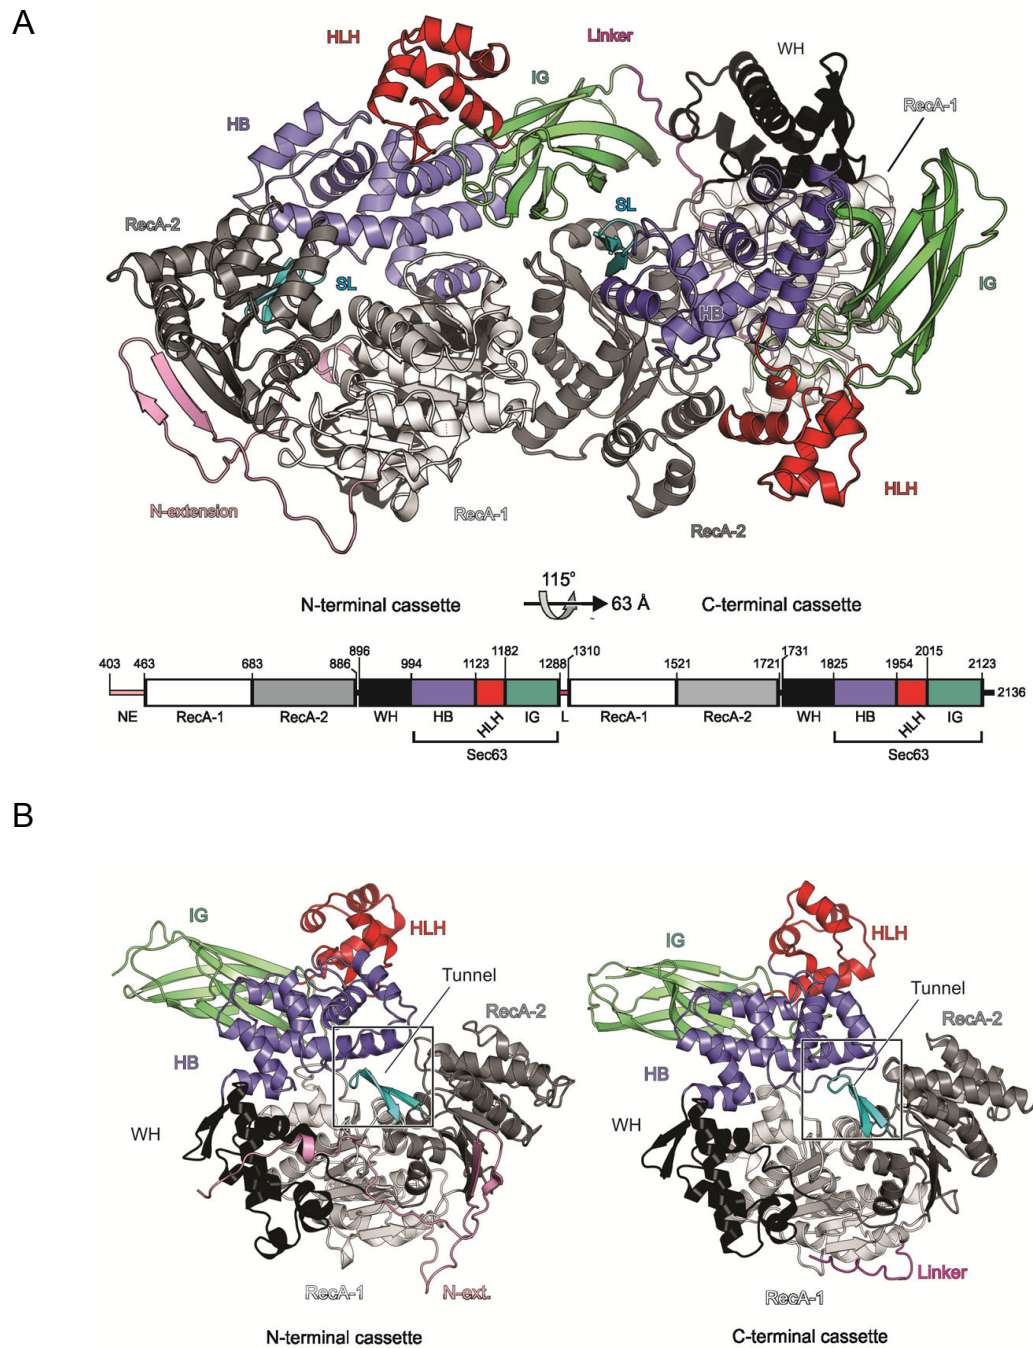 A
HLH
Linker
WH
IG
RecA-1
HB
SL
RecA-2
SL
IG
HB
HLH
N-extension
RecA-1
RecA-2
N-terminal cassette
115°
63 Å
C-terminal cassette
403 463 683 886 896 994 1123 1182 1288 1310 1521 1721 1731 1825 1954 2015 2123
2136
NE RecA-1 RecA-2 WH HB HLH IG L RecA-1 RecA-2 WH HB HLH IG
Sec63 Sec63
B
IG
HLH
Tunnel
RecA-2
HB
WH
RecA-1
N-ext.
N-terminal cassette
HLH
IG
Tunnel
RecA-2
HB
WH
Linker
RecA-1
C-terminal cassette